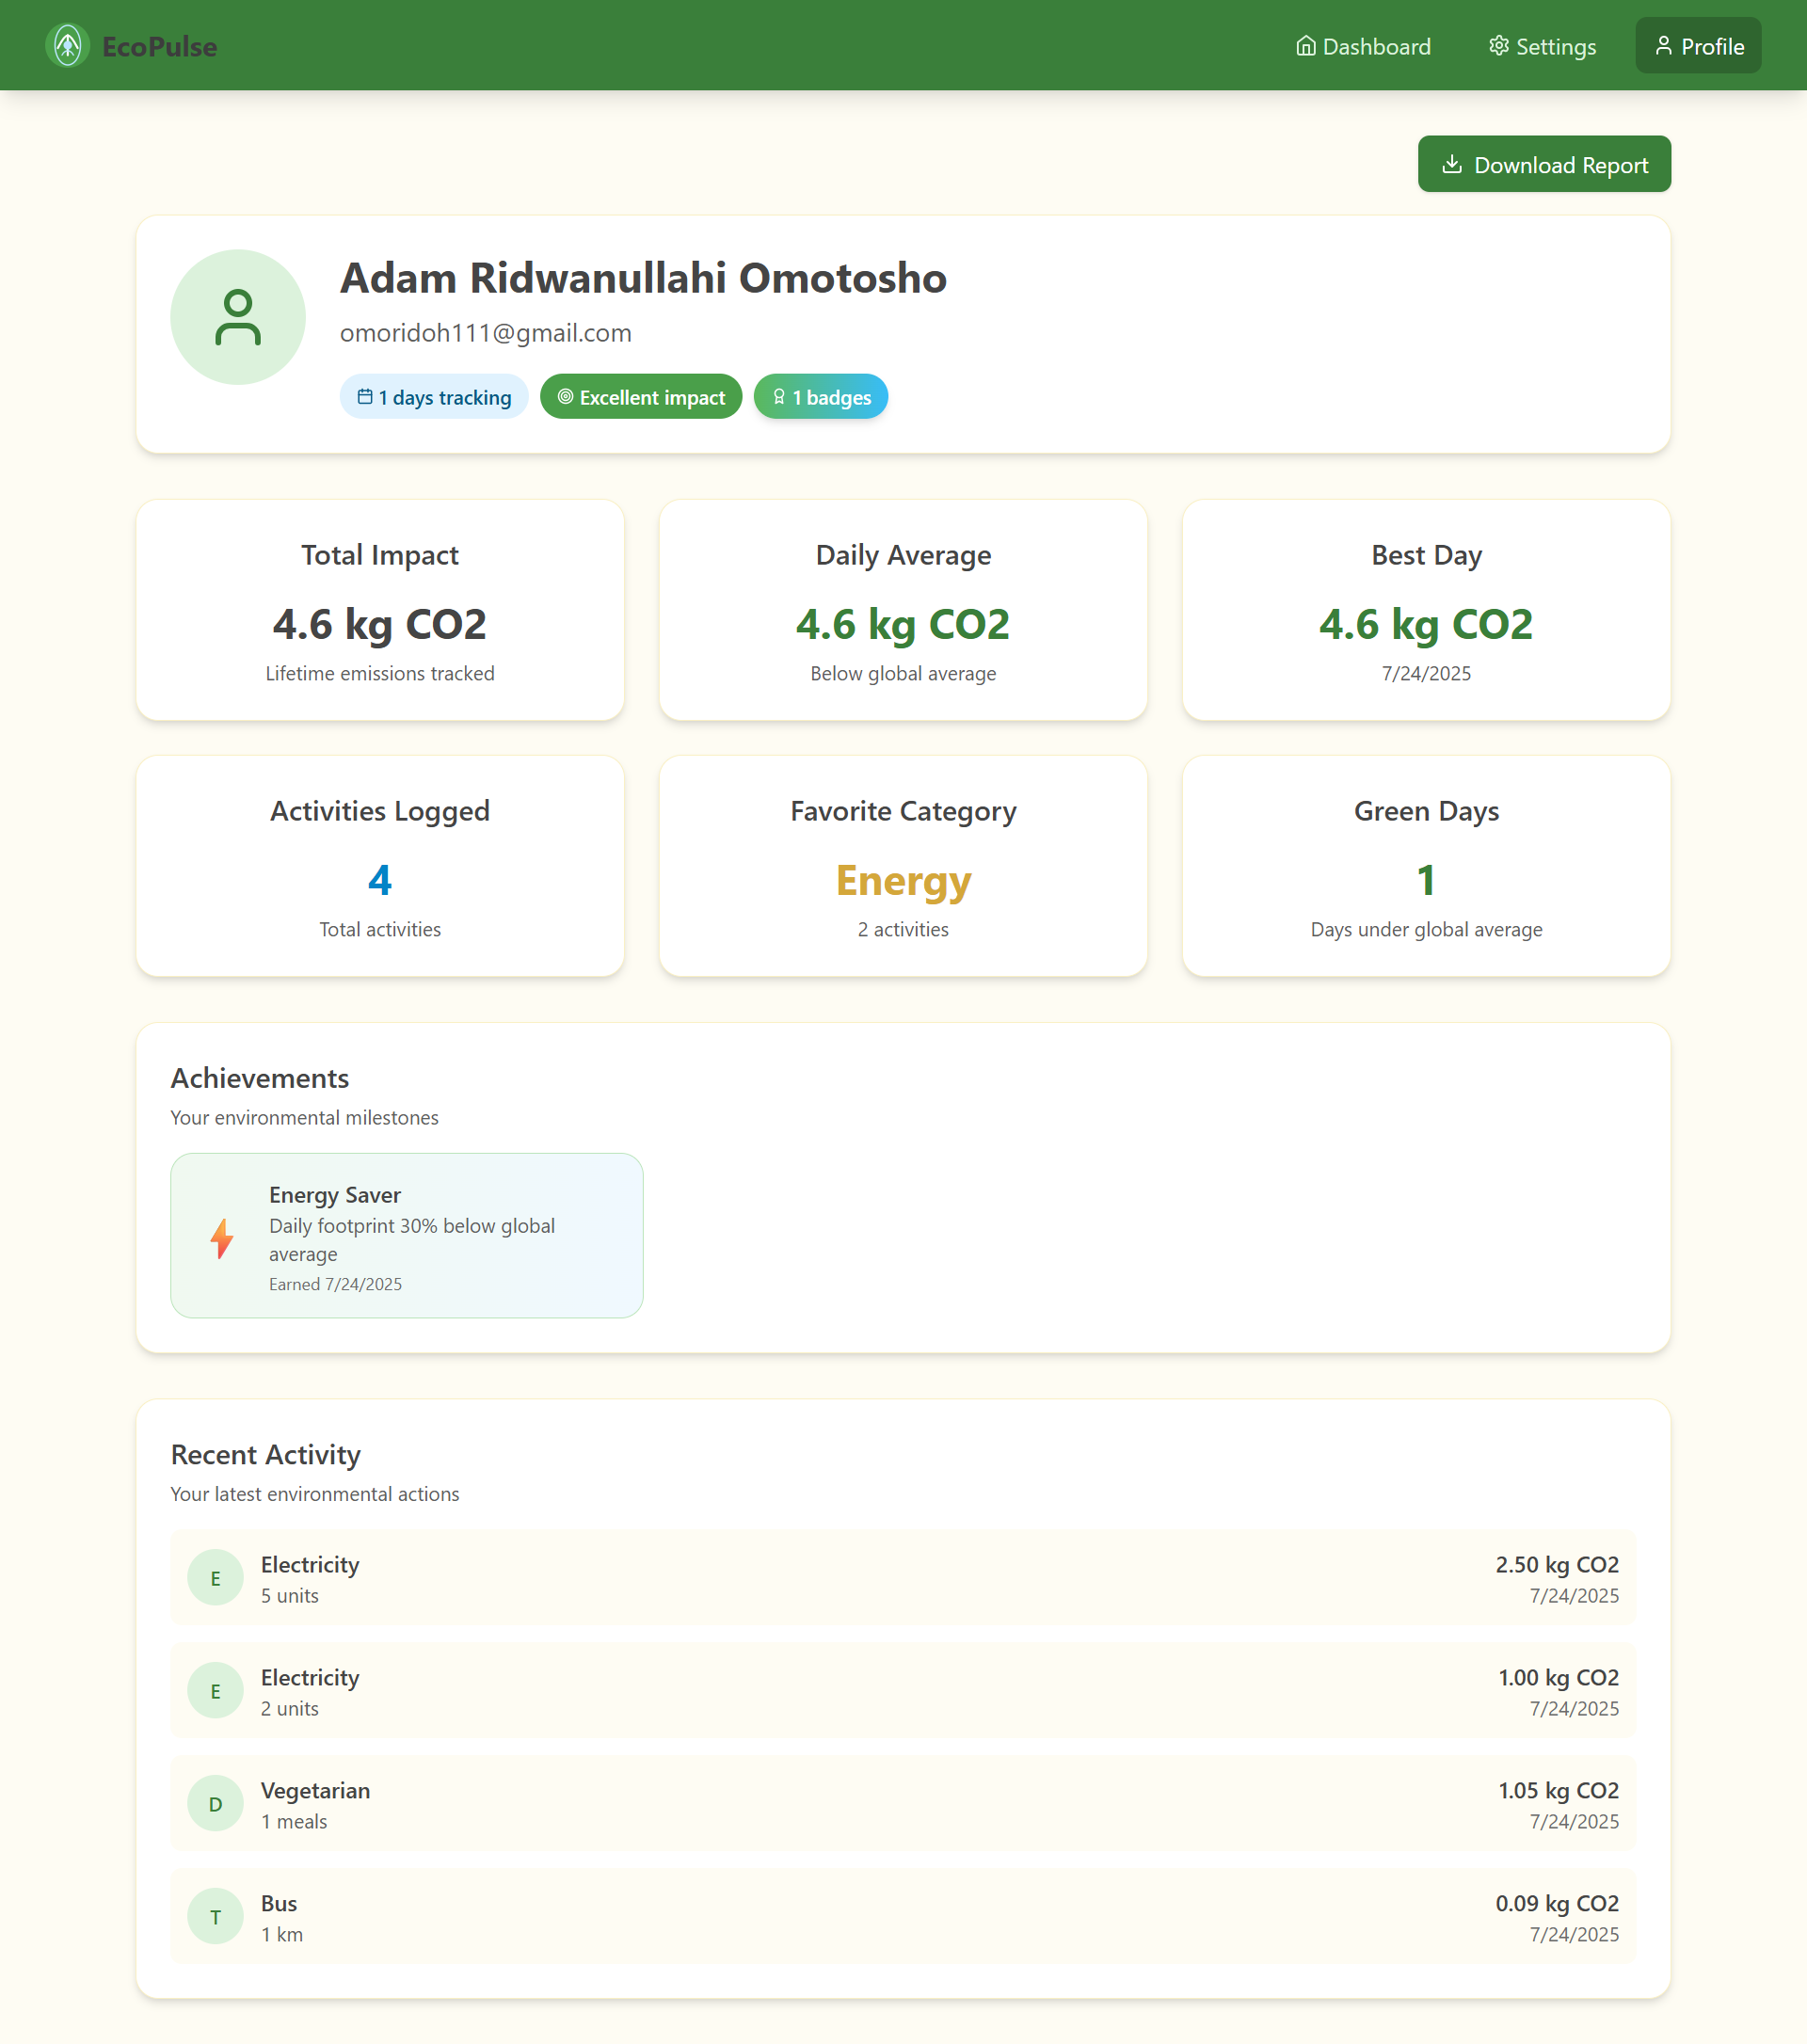 EcoPulse
Dashboard
Settings
Profile
Download Report
Adam Ridwanullahi Omotosho
omoridoh111@gmail.com
1 days tracking
Excellent impact
1 badges
Total Impact
4.6 kg CO2
Lifetime emissions tracked
Daily Average
4.6 kg CO2
Below global average
Best Day
4.6 kg CO2
7/24/2025
Activities Logged
4
Total activities
Favorite Category
Energy
2 activities
Green Days
1
Days under global average
Achievements
Your environmental milestones
Energy Saver
Daily footprint 30% below global
average
Earned 7/24/2025
Recent Activity
Your latest environmental actions
E
Electricity
5 units
2.50 kg CO2
7/24/2025
E
Electricity
2 units
1.00 kg CO2
7/24/2025
D
Vegetarian
1 meals
1.05 kg CO2
7/24/2025
T
Bus
1 km
0.09 kg CO2
7/24/2025